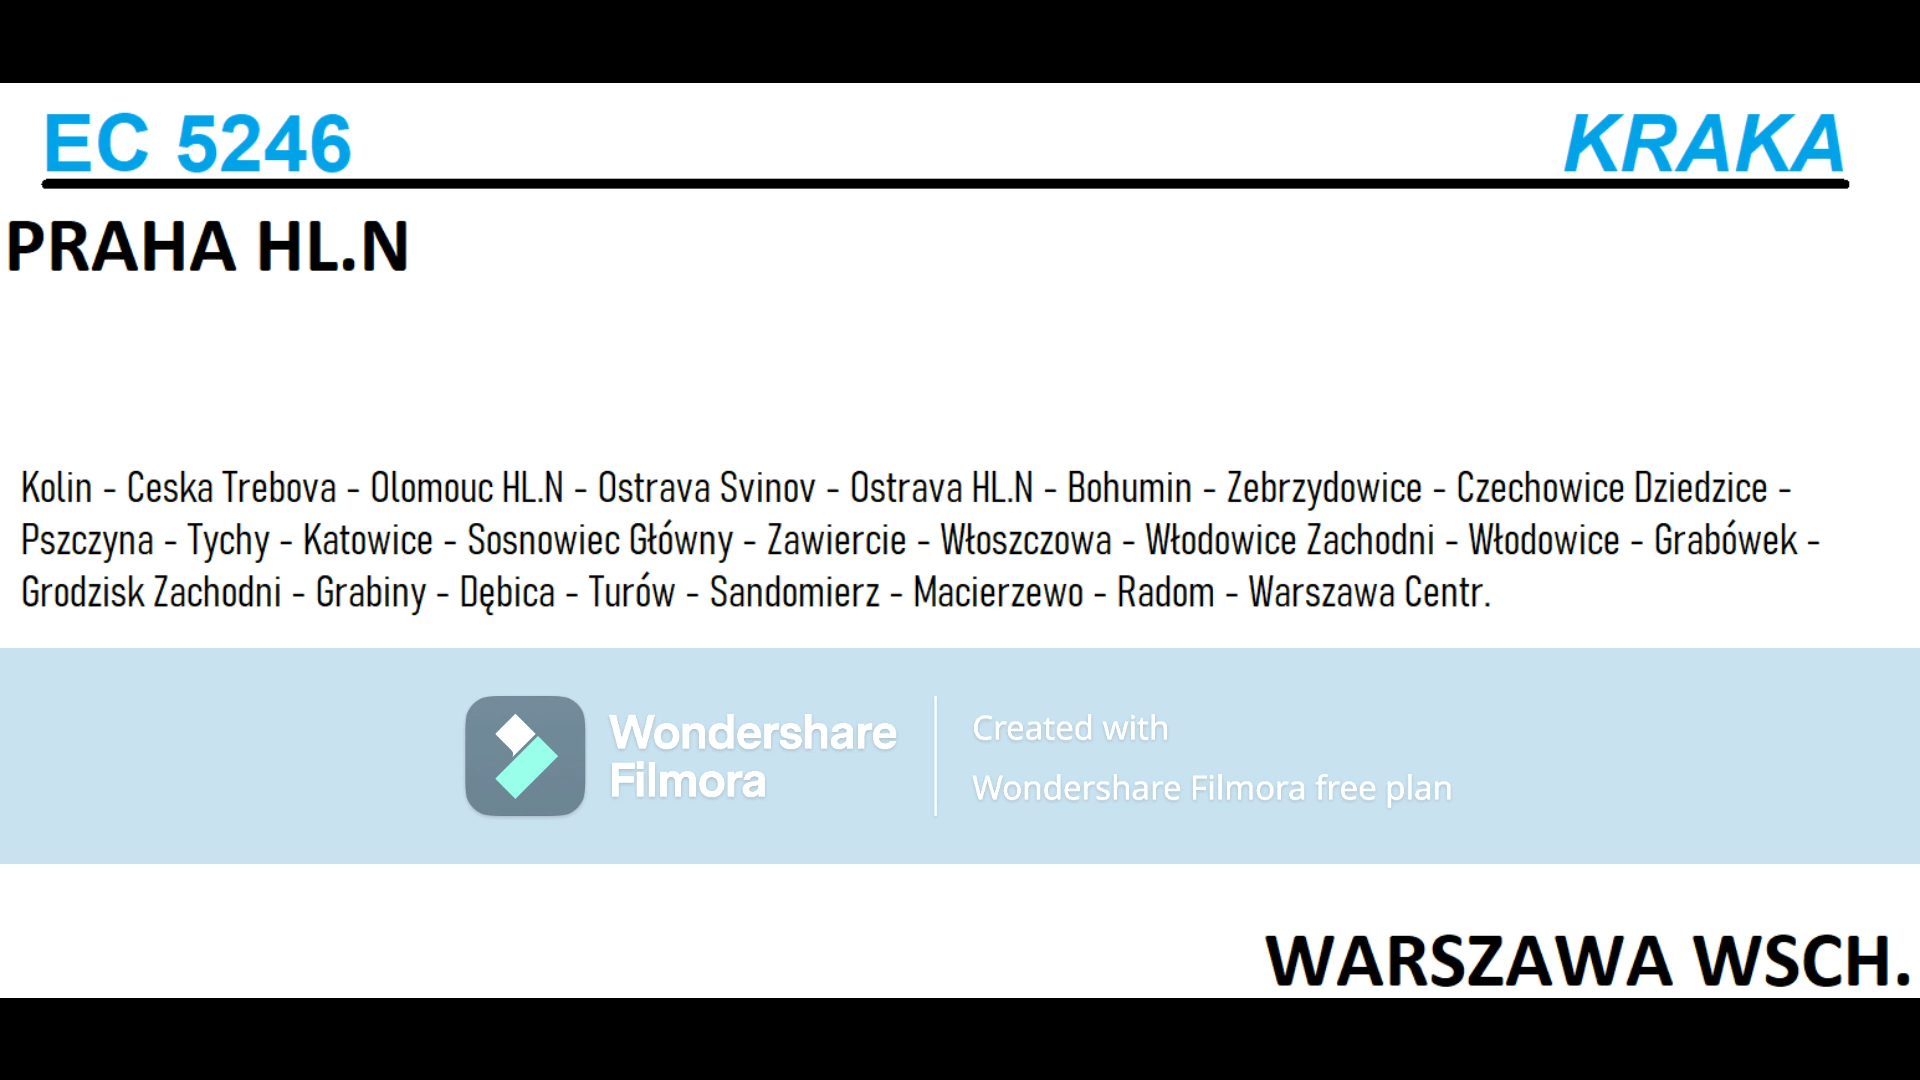 EC 5246
KRAKA
PRAHA HL.N
Kolin - Ceska Trebova - Olomouc HL.N - Ostrava Svinov - Ostrava HL.N - Bohumin - Zebrzydowice - Czechowice Dziedzice -
Pszczyna - Tychy - Katowice - Sosnowiec Główny - Zawiercie - Włoszczowa - Włodowice Zachodni - Włodowice - Grabówek -
Grodzisk Zachodni - Grabiny - Dębica - Turów - Sandomierz - Macierzewo - Radom - Warszawa Centr.
Wondershare
Filmora
Created with
Wondershare Filmora free plan
WARSZAWA WSCH.